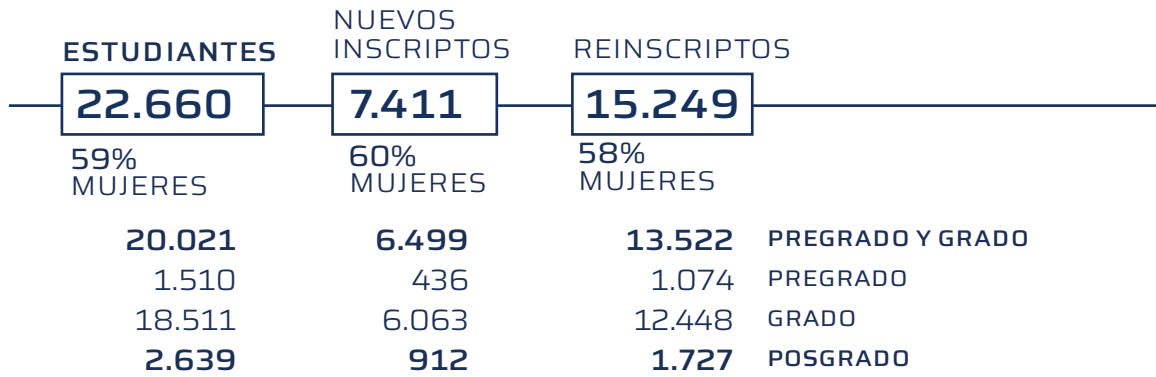 ESTUDIANTES
22.660
59%
MUJERES
NUEVOS
INSCRIPTOS
7.411
60%
MUJERES
REINSCRIPTOS
15.249
58%
MUJERES
20.021 6.499 13.522 PREGRADO Y GRADO
1.510 436 1.074 PREGRADO
18.511 6.063 12.448 GRADO
2.639 912 1.727 POSGRADO